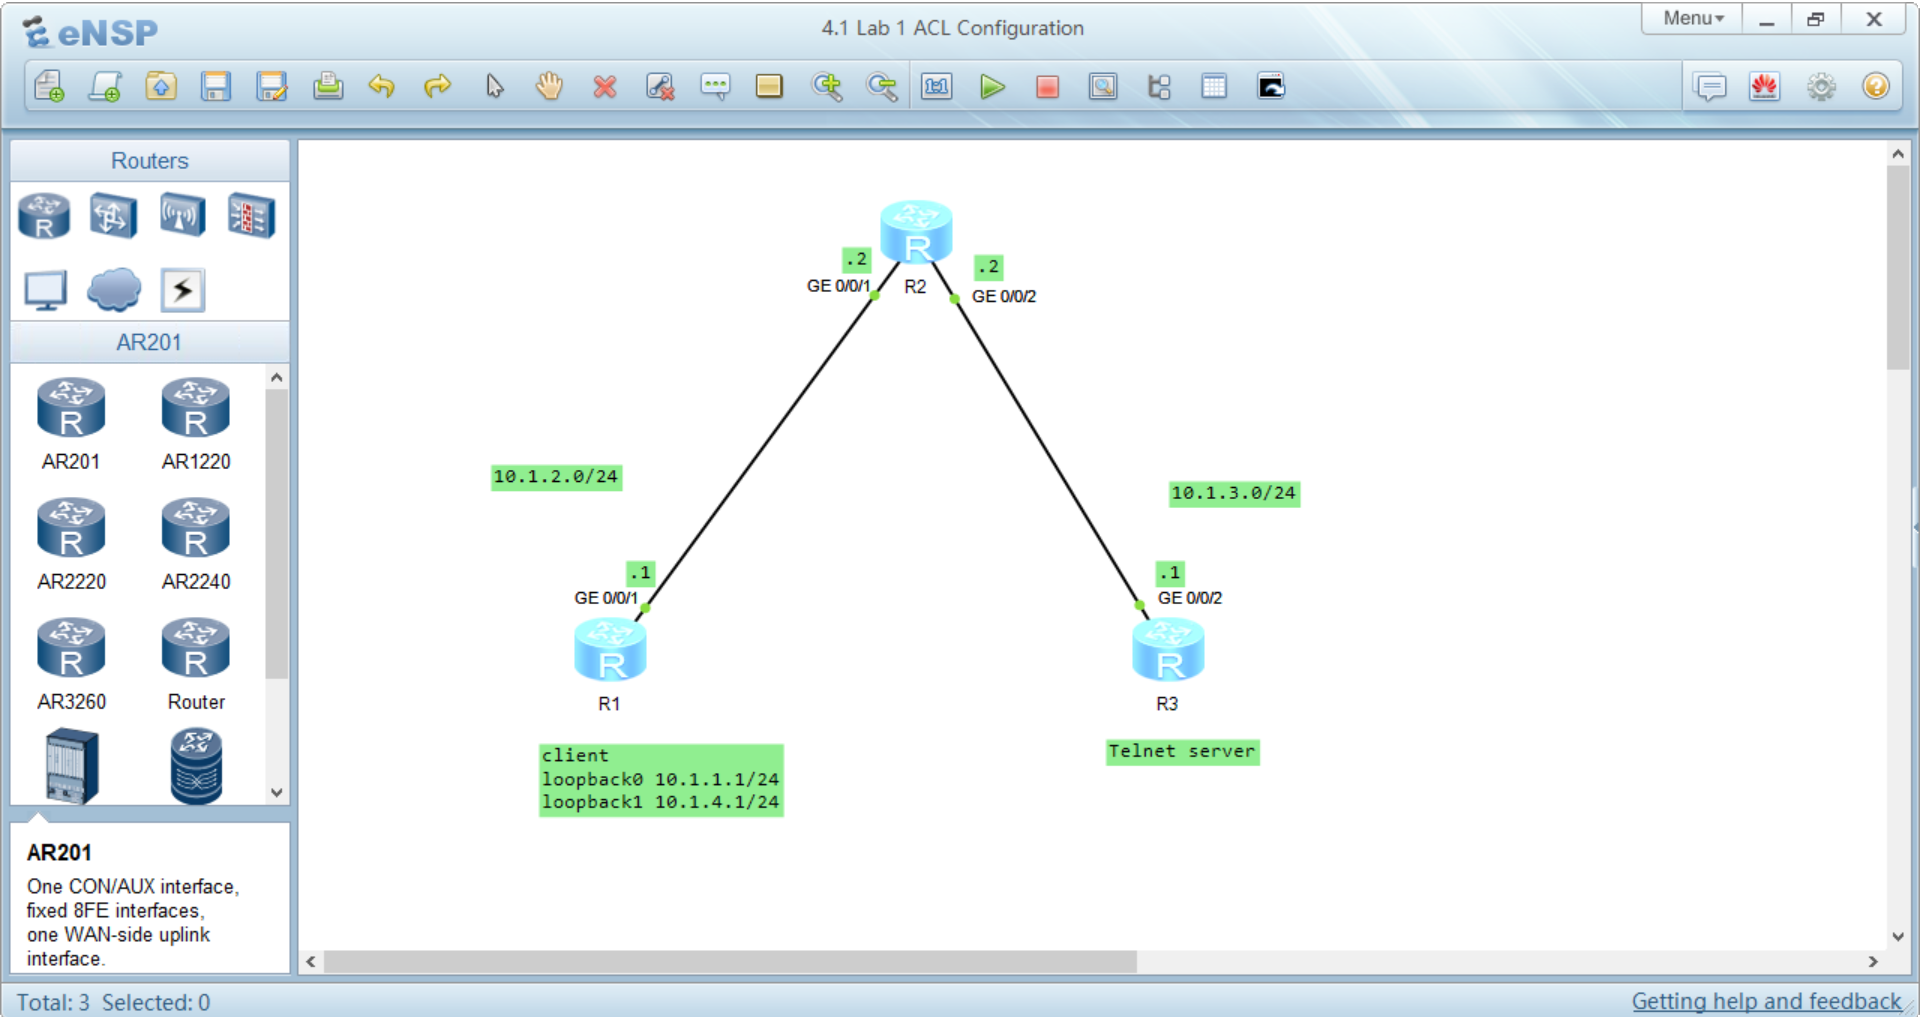 eNSP
4.1 Lab 1 ACL Configuration
Menu
1:1
Routers
R
AR201
R
AR201
R
AR1220
R
AR2220
R
AR2240
R
AR3260
R
Router
AR201
One CON/AUX interface,
fixed 8FE interfaces,
one WAN-side uplink
interface.
R
.2
GE 0/0/1
R2
.2
GE 0/0/2
10.1.2.0/24
10.1.3.0/24
.1
GE 0/0/1
R
R1
.1
GE 0/0/2
R
R3
client
loopback0 10.1.1.1/24
loopback1 10.1.4.1/24
Telnet server
Total: 3 Selected: 0
Getting help and feedback